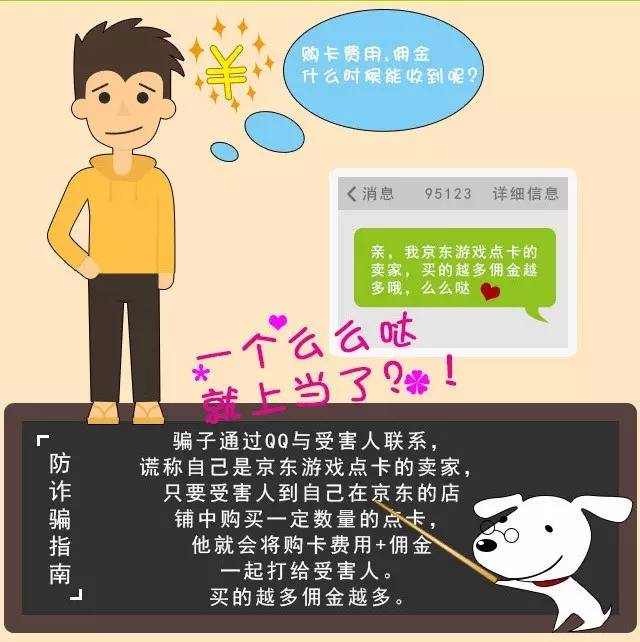 ¥
购卡费用,佣金
什么时候能收到呢?
消息 95123 详细信息
亲，我京东游戏点卡的
卖家，买的越多佣金越
多哦，么么哒
一个么么哒
就上当了?!
防诈骗指南
骗子通过QQ与受害人联系，
谎称自己是京东游戏点卡的卖家，
只要受害人到自己在京东的店
铺中购买一定数量的点卡，
他就会将购卡费用+佣金
一起打给受害人。
买的越多佣金越多。